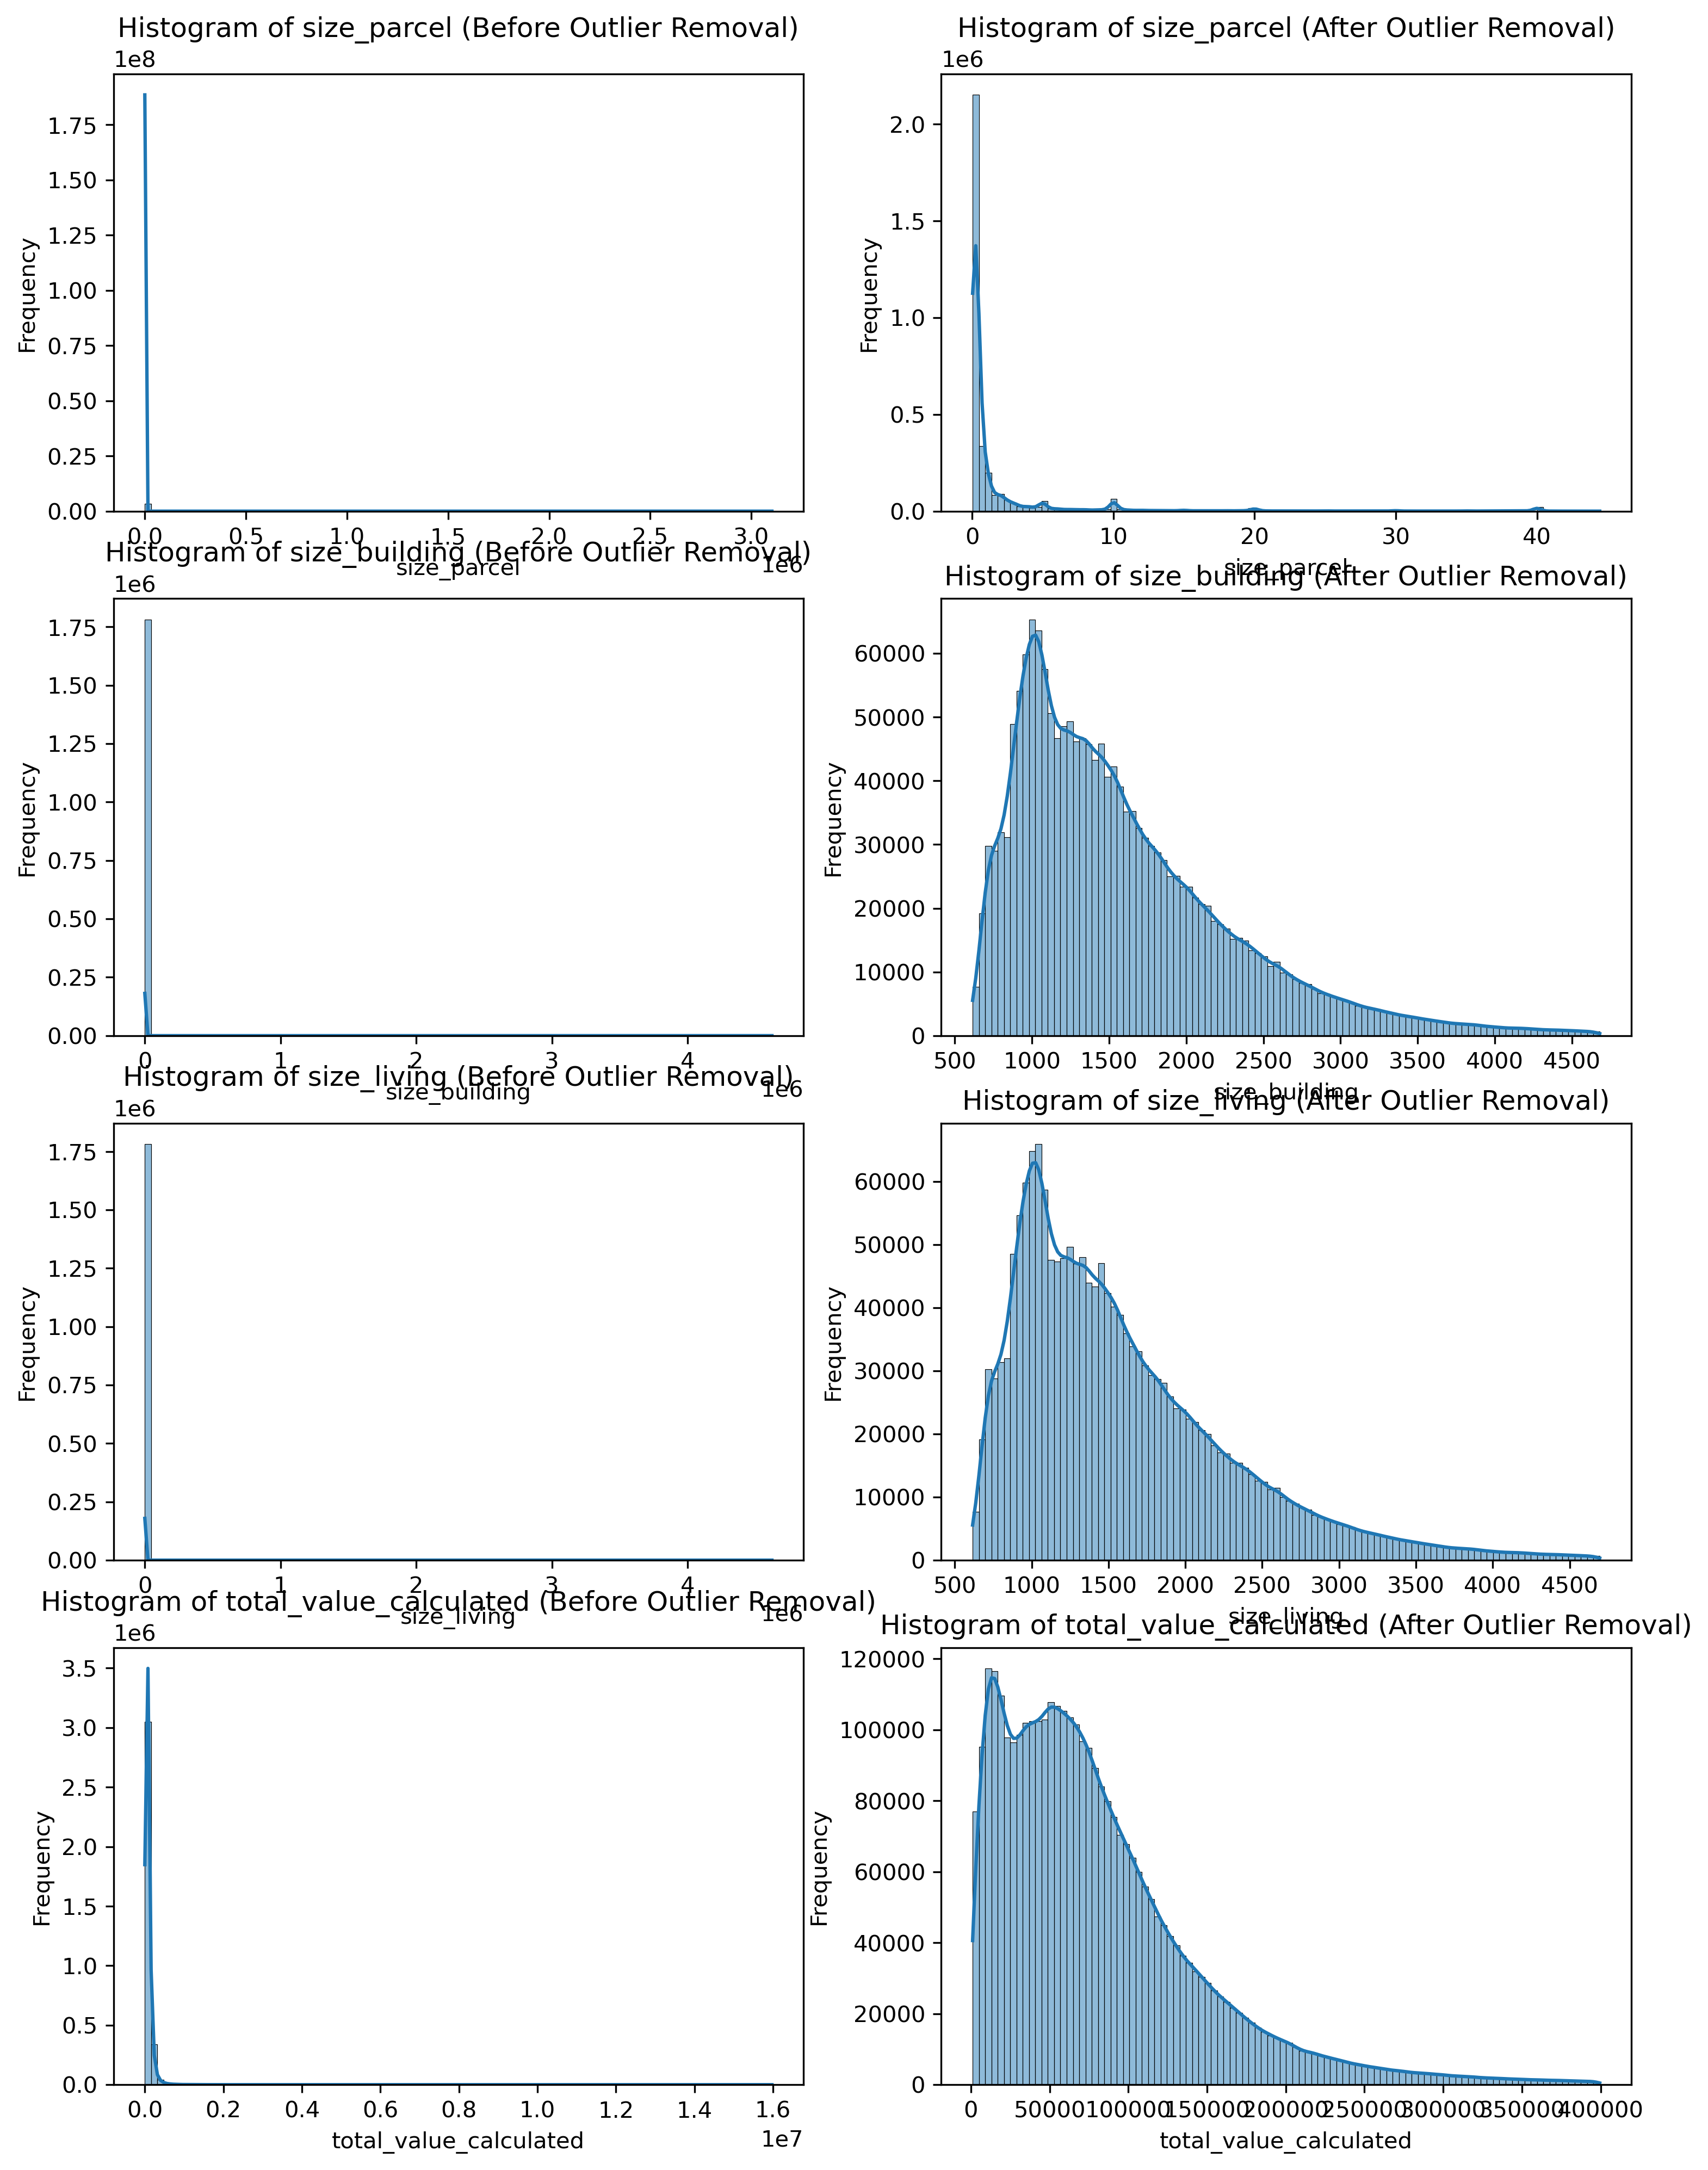 Histogram of size_parcel (Before Outlier Removal)
1e8
1.75
1.50
1.25
1.00
0.75
0.50
0.25
0.00
Frequency
0.0 0.5 1.0 1.5 2.0 2.5 3.0
size_parcel
1e6
Histogram of size_parcel (After Outlier Removal)
1e6
2.0
1.5
1.0
0.5
0.0
Frequency
0 10 20 30 40
size_parcel
Histogram of size_building (Before Outlier Removal)
1e6
1.75
1.50
1.25
1.00
0.75
0.50
0.25
0.00
Frequency
0 1 2 3 4
size_building
1e6
Histogram of size_building (After Outlier Removal)
60000
50000
40000
30000
20000
10000
0
Frequency
500 1000 1500 2000 2500 3000 3500 4000 4500
size_building
Histogram of size_living (Before Outlier Removal)
1e6
1.75
1.50
1.25
1.00
0.75
0.50
0.25
0.00
Frequency
0 1 2 3 4
size_living
1e6
Histogram of size_living (After Outlier Removal)
60000
50000
40000
30000
20000
10000
0
Frequency
500 1000 1500 2000 2500 3000 3500 4000 4500
size_living
Histogram of total_value_calculated (Before Outlier Removal)
1e6
3.5
3.0
2.5
2.0
1.5
1.0
0.5
0.0
Frequency
0.0 0.2 0.4 0.6 0.8 1.0 1.2 1.4 1.6
total_value_calculated
1e7
Histogram of total_value_calculated (After Outlier Removal)
120000
100000
80000
60000
40000
20000
0
Frequency
0 50000 100000 150000 200000 250000 300000 350000 400000
total_value_calculated